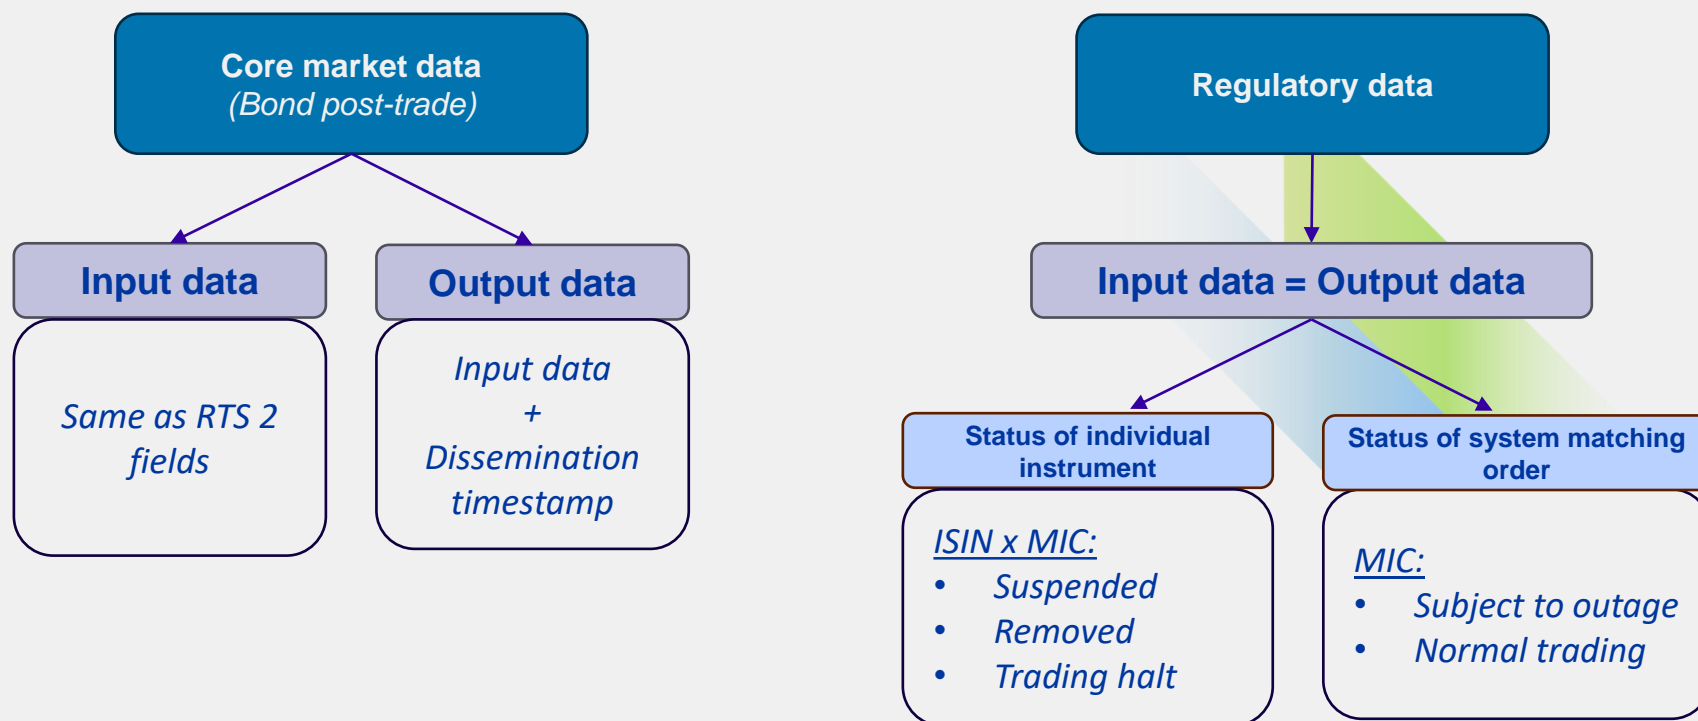 Core market data
(Bond post-trade)
Input data
Same as RTS 2
fields
Output data
Input data
+
Dissemination
timestamp
Regulatory data
Input data = Output data
Status of individual
instrument
ISIN x MIC:
• Suspended
• Removed
• Trading halt
Status of system matching
order
MIC:
• Subject to outage
• Normal trading